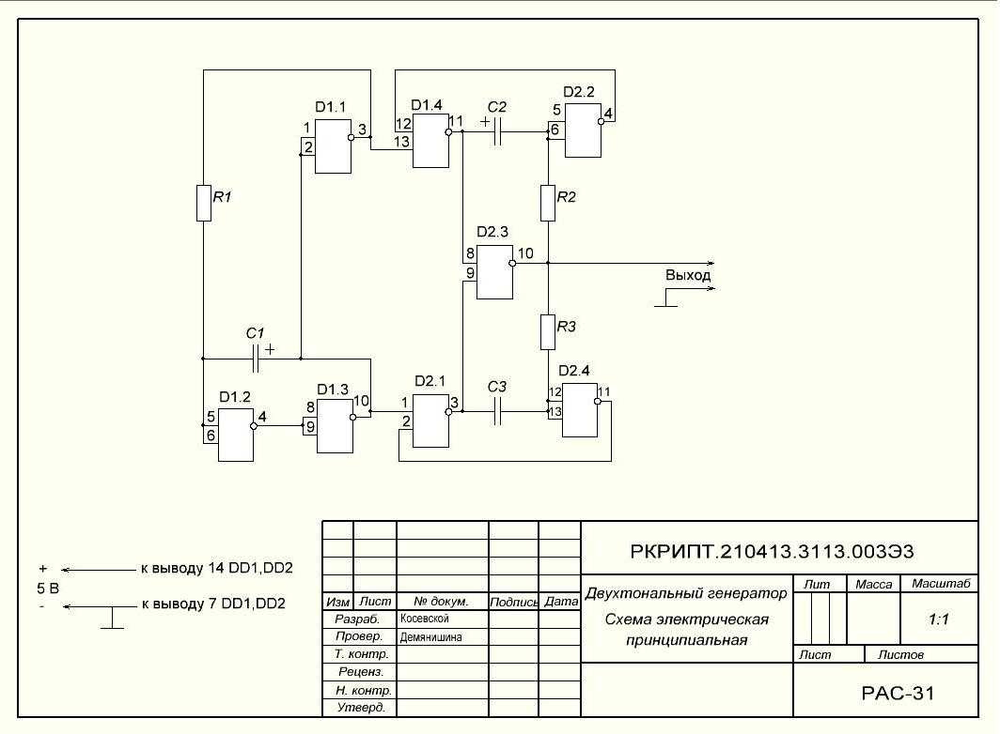 D1.1
D1.4
C2
D2.2
1
2
3
12
13
11
+
5
6
4
R1
R2
D2.3
8
9
10
Выход
C1
+
R3
D1.2
5
6
4
D1.3
8
9
10
D2.1
1
2
3
C3
D2.4
12
13
11
+ к выводу 14 DD1,DD2
5 В
- к выводу 7 DD1,DD2
РКРИПТ.210413.3113.003Э3
Изм Лист № докум. Подпись Дата
Разраб. Косевской
Провер. Демянишина
Т. контр.
Реценз.
Н. контр.
Утверд.
Двухтональный генератор
Схема электрическая
принципиальная
Лит Масса Масштаб
1:1
Лист Листов
РАС-31